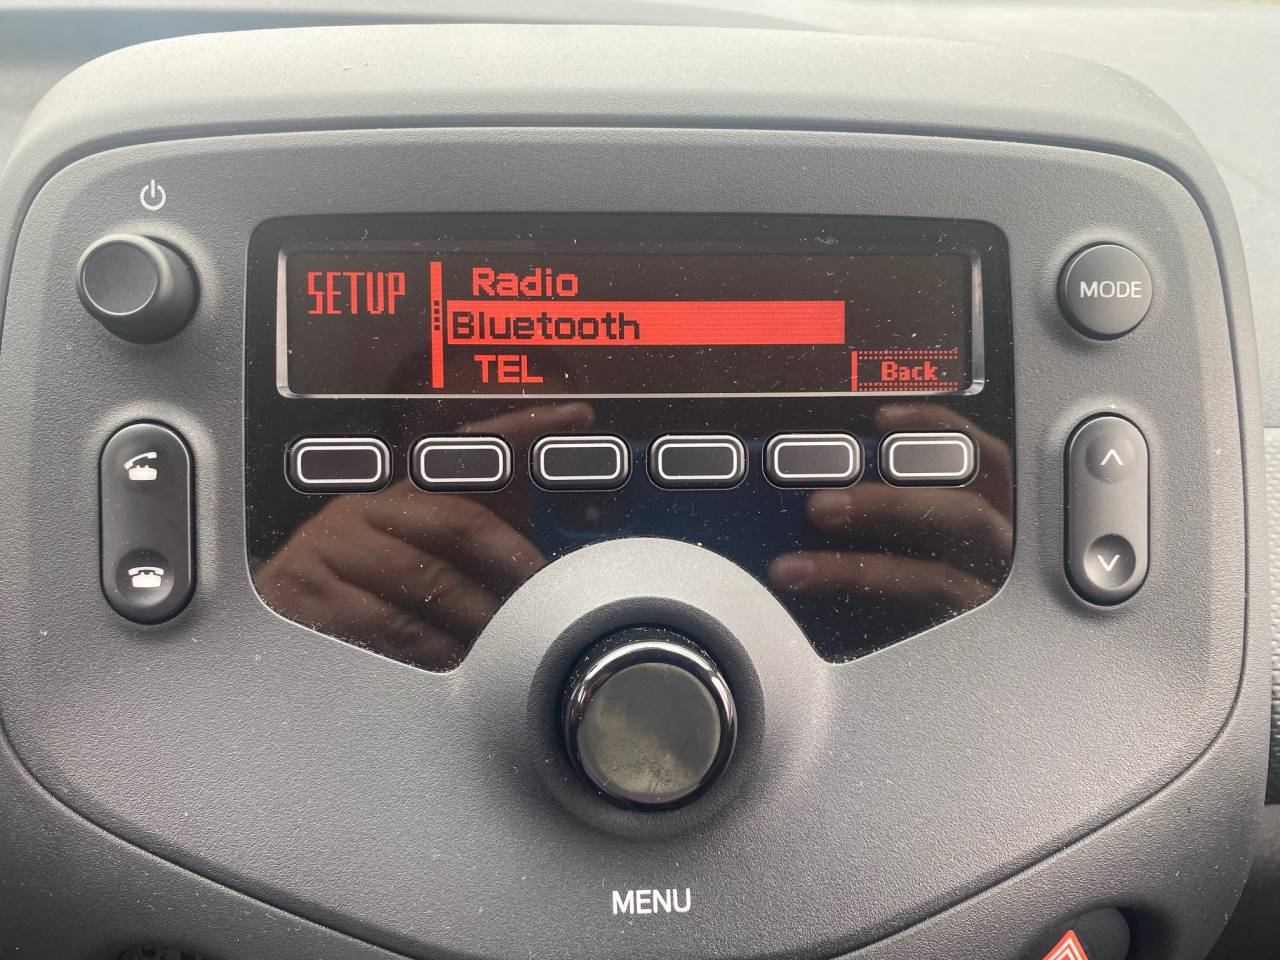 SETUP
Radio
Bluetooth
TEL
Back
MODE
MENU